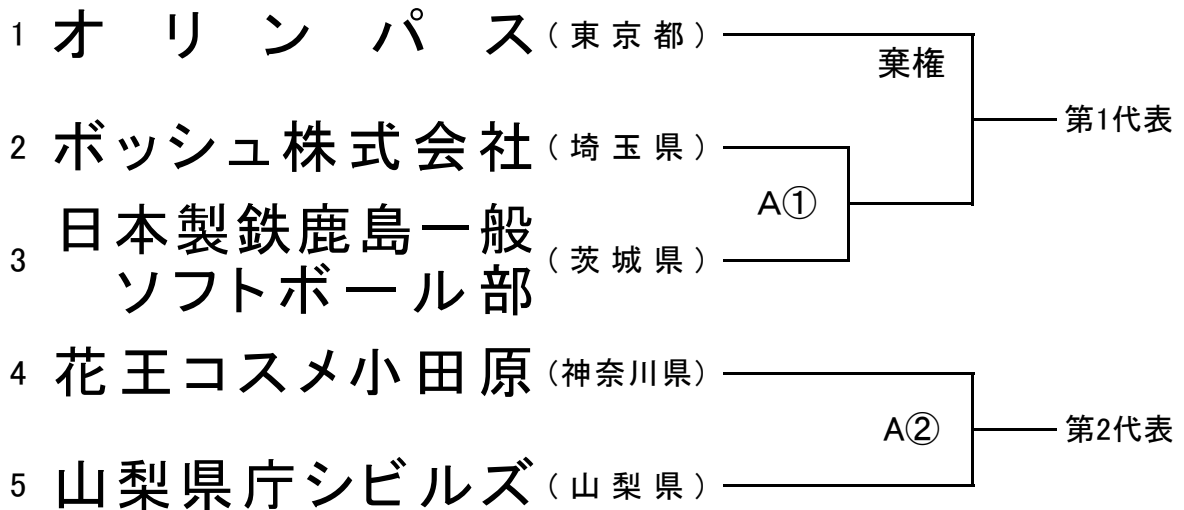 1 オリンパス（東京都）
棄権
第1代表
2 ボッシュ株式会社（埼玉県）
A①
3 日本製鉄鹿島一般
ソフトボール部（茨城県）
4 花王コスメ小田原（神奈川県）
A②
第2代表
5 山梨県庁シビルズ（山梨県）